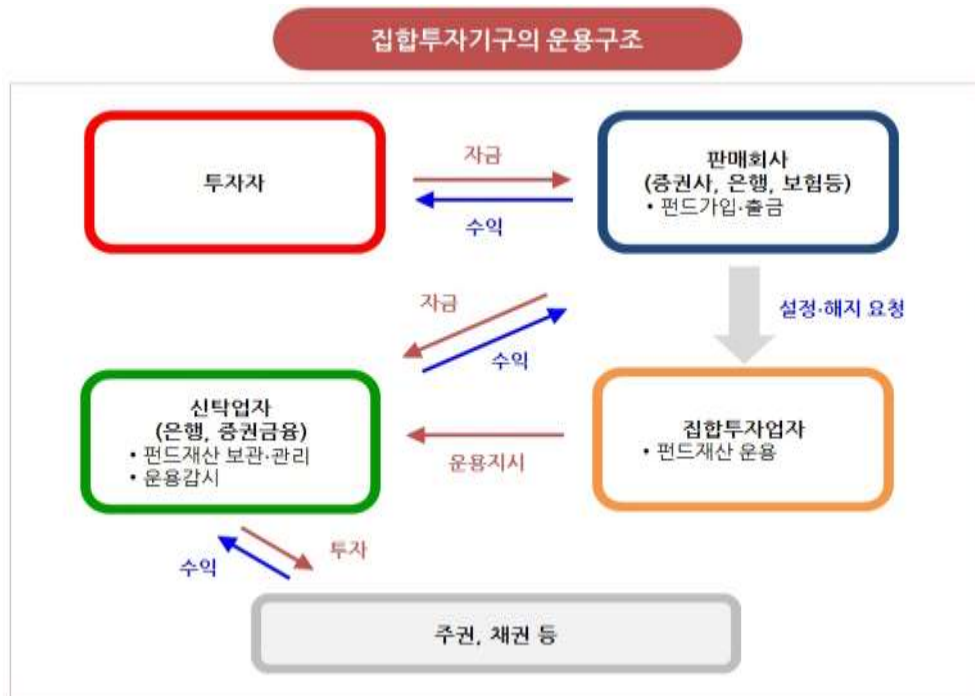 집합투자기구의 운용구조
투자자
자금
수익
판매회사
(증권사, 은행, 보험등)
• 펀드가입·출금
설정·해지 요청
자금
수익
신탁업자
(은행, 증권금융)
• 펀드재산 보관·관리
• 운용감시
운용지시
집합투자업자
• 펀드재산 운용
수익
투자
주권, 채권 등